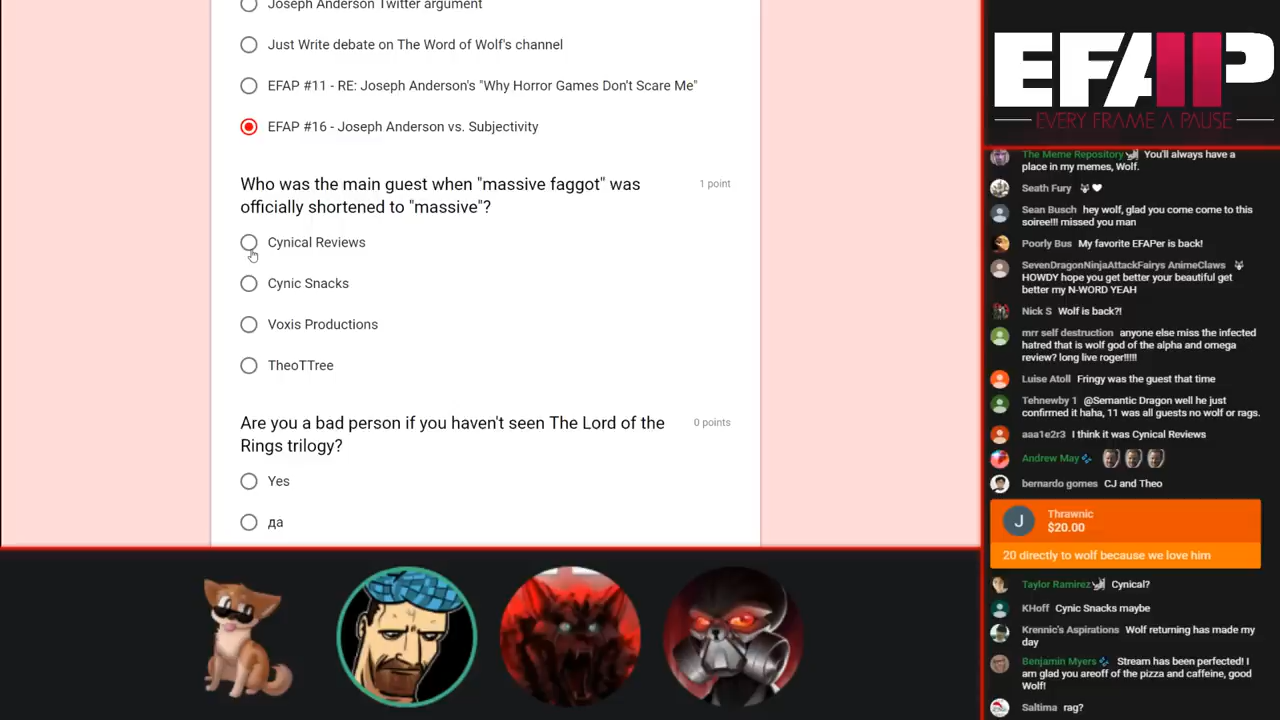 Joseph Anderson Twitter argument
Just Write debate on The Word of Wolf's channel
EFAP #11 - RE: Joseph Anderson's "Why Horror Games Don't Scare Me"
EFAP #16 - Joseph Anderson vs. Subjectivity
Who was the main guest when "massive faggot" was
officially shortened to "massive"?
1 point
Cynical Reviews
Cynic Snacks
Voxis Productions
TheoTTree
Are you a bad person if you haven't seen The Lord of the
Rings trilogy?
0 points
Yes
да
EFAP
EVERY FRAME A PAUSE
The Meme Repository You'll always have a
place in my memes, Wolf.
Seath Fury
Sean Busch hey wolf, glad you come come to this
soiree!!! missed you man
Poorly Bus My favorite EFAPer is back!
SevenDragonNinjaAttackFairys AnimeClaws
HOWDY hope you get better your beautiful get
better my N-WORD YEAH
Nick S Wolf is back?!
mrr self destruction anyone else miss the infected
hatred that is wolf god of the alpha and omega
review? long live roger!!!!!
Luise Atoll Fringy was the guest that time
Tehnewby 1 @Semantic Dragon well he just
confirmed it haha, 11 was all guests no wolf or rags.
aaa1e2r3 I think it was Cynical Reviews
Andrew May
bernardo gomes CJ and Theo
J
Thrawnic
$20.00
20 directly to wolf because we love him
Taylor Ramirez Cynical?
KHoff Cynic Snacks maybe
Krennic's Aspirations Wolf returning has made my
day
Benjamin Myers Stream has been perfected! I
am glad you areoff of the pizza and caffeine, good
Wolf!
Saltima rag?